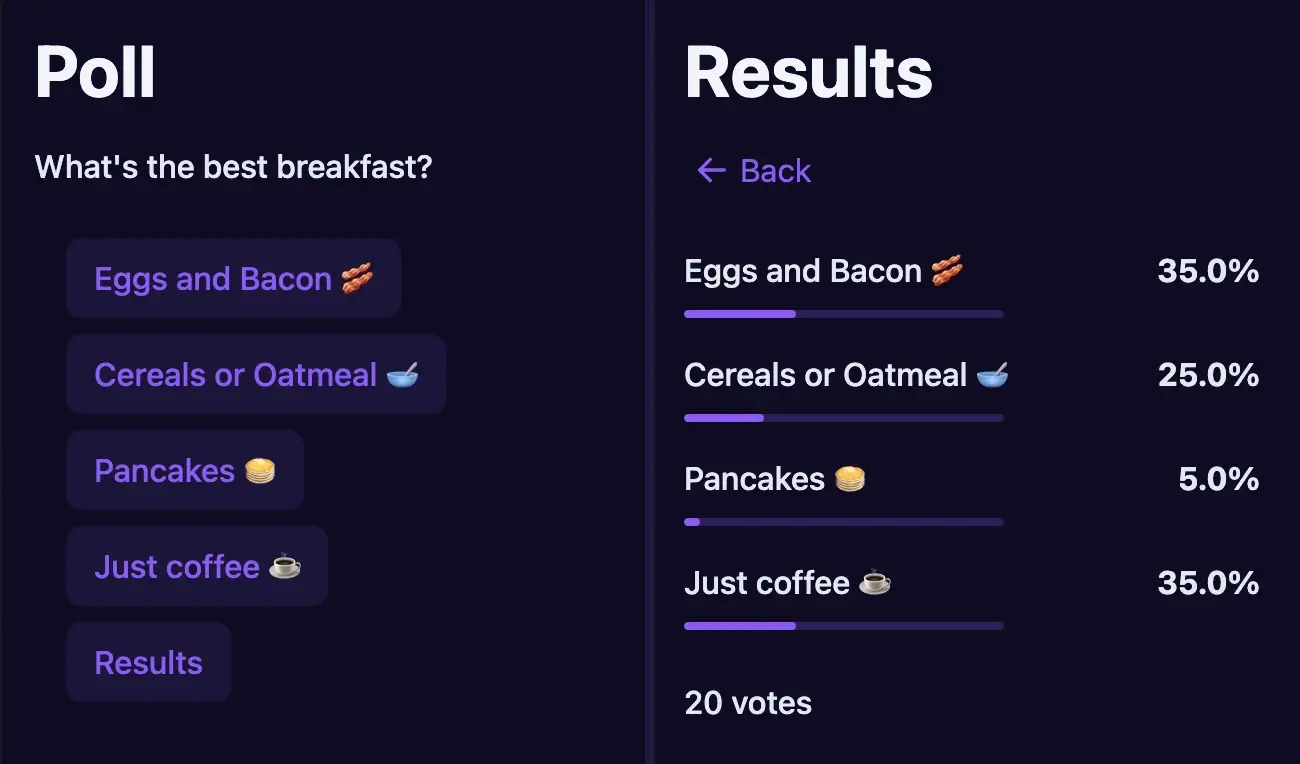 Poll
What's the best breakfast?
Eggs and Bacon 🥓
Cereals or Oatmeal 🥣
Pancakes 🥞
Just coffee ☕
Results
Results
← Back
Eggs and Bacon 🥓 35.0%
Cereals or Oatmeal 🥣 25.0%
Pancakes 🥞 5.0%
Just coffee ☕ 35.0%
20 votes